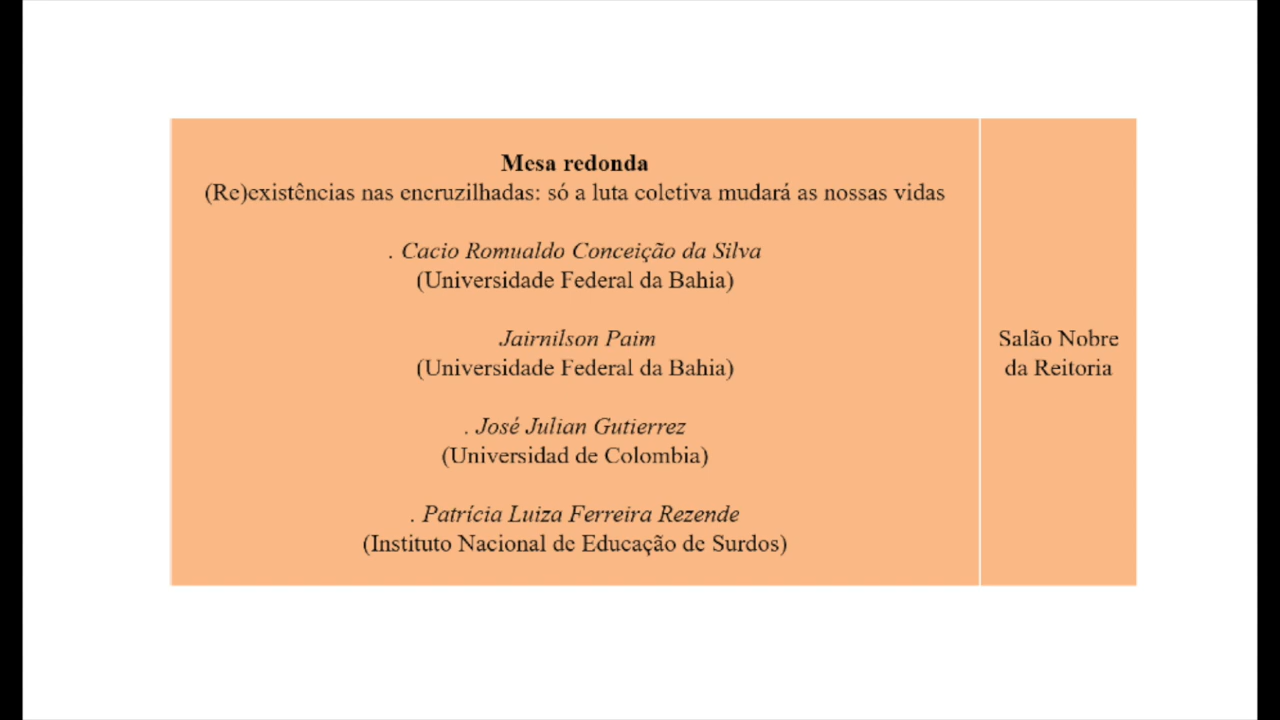 Mesa redonda
(Re)existências nas encruzilhadas: só a luta coletiva mudará as nossas vidas
. Cacio Romualdo Conceição da Silva
(Universidade Federal da Bahia)
Jairnilson Paim
(Universidade Federal da Bahia)
. José Julian Gutierrez
(Universidad de Colombia)
. Patrícia Luiza Ferreira Rezende
(Instituto Nacional de Educação de Surdos)
Salão Nobre
da Reitoria